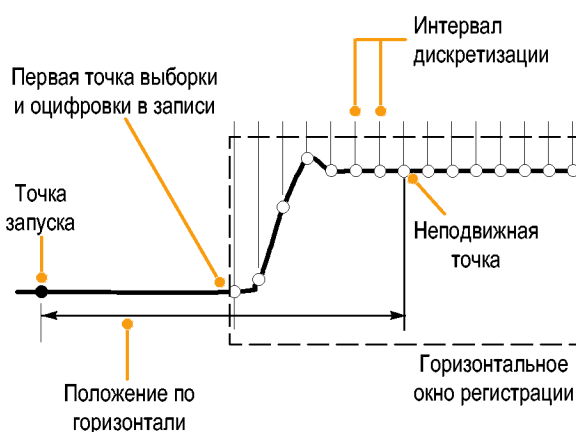 Интервал
дискретизации
Первая точка выборки
и оцифровки в записи
Точка
запуска
Неподвижная
точка
Горизонтальное
окно регистрации
Положение по
горизонтали